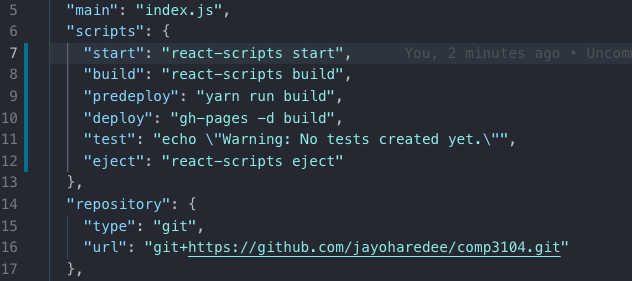 5 "main": "index.js",
6 "scripts": {
7 "start": "react-scripts start", You, 2 minutes ago • Uncomm
8 "build": "react-scripts build",
9 "predeploy": "yarn run build",
10 "deploy": "gh-pages -d build",
11 "test": "echo \"Warning: No tests created yet.\"",
12 "eject": "react-scripts eject"
13 },
14 "repository": {
15 "type": "git",
16 "url": "git+https://github.com/jayoharedee/comp3104.git"
17 },